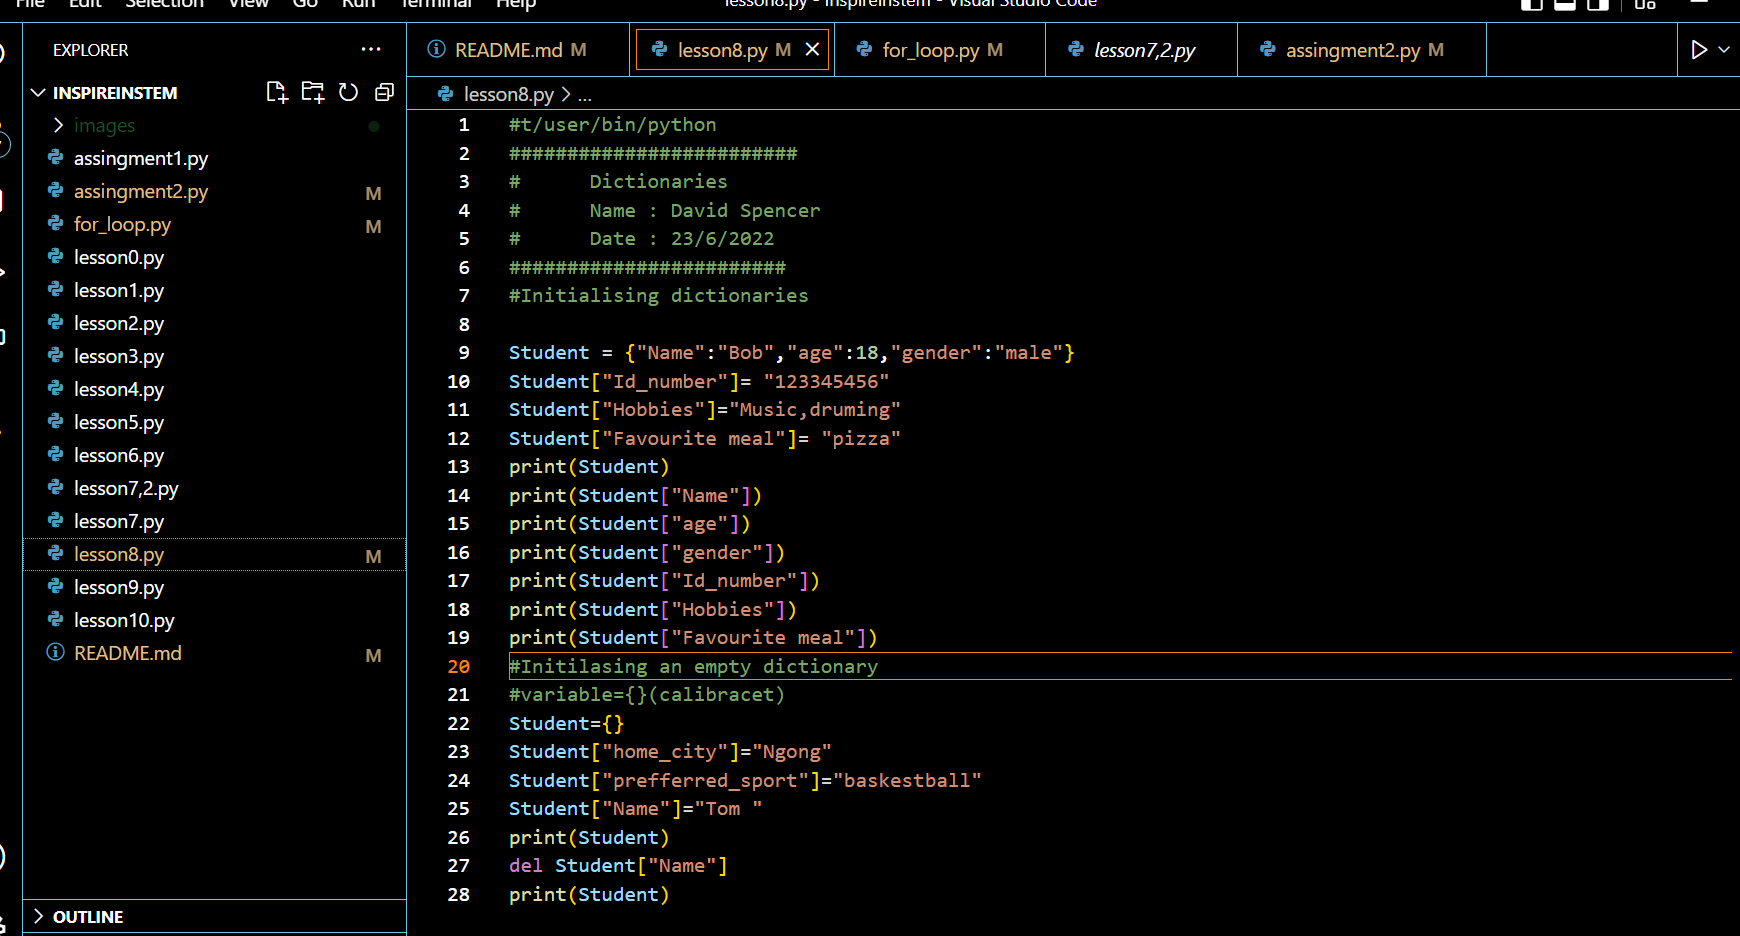 File Edit Selection View Go Run Terminal Help lesson8.py - inspireinstem - Visual Studio Code
EXPLORER ...
INSPIREINSTEM
images
assingment1.py
assingment2.py M
for_loop.py M
lesson0.py
lesson1.py
lesson2.py
lesson3.py
lesson4.py
lesson5.py
lesson6.py
lesson7,2.py
lesson7.py
lesson8.py M
lesson9.py
lesson10.py
README.md M
OUTLINE
README.md M lesson8.py M for_loop.py M lesson7,2.py assingment2.py M
lesson8.py > ...
1 #t/user/bin/python
2 #########################
3 #      Dictionaries
4 #      Name : David Spencer
5 #      Date : 23/6/2022
6 ########################
7 #Initialising dictionaries
8
9 Student = {"Name":"Bob","age":18,"gender":"male"}
10 Student["Id_number"]= "123345456"
11 Student["Hobbies"]="Music,druming"
12 Student["Favourite meal"]= "pizza"
13 print(Student)
14 print(Student["Name"])
15 print(Student["age"])
16 print(Student["gender"])
17 print(Student["Id_number"])
18 print(Student["Hobbies"])
19 print(Student["Favourite meal"])
20 #Initilasing an empty dictionary
21 #variable={}(calibracet)
22 Student={}
23 Student["home_city"]="Ngong"
24 Student["prefferred_sport"]="baskestball"
25 Student["Name"]="Tom "
26 print(Student)
27 del Student["Name"]
28 print(Student)